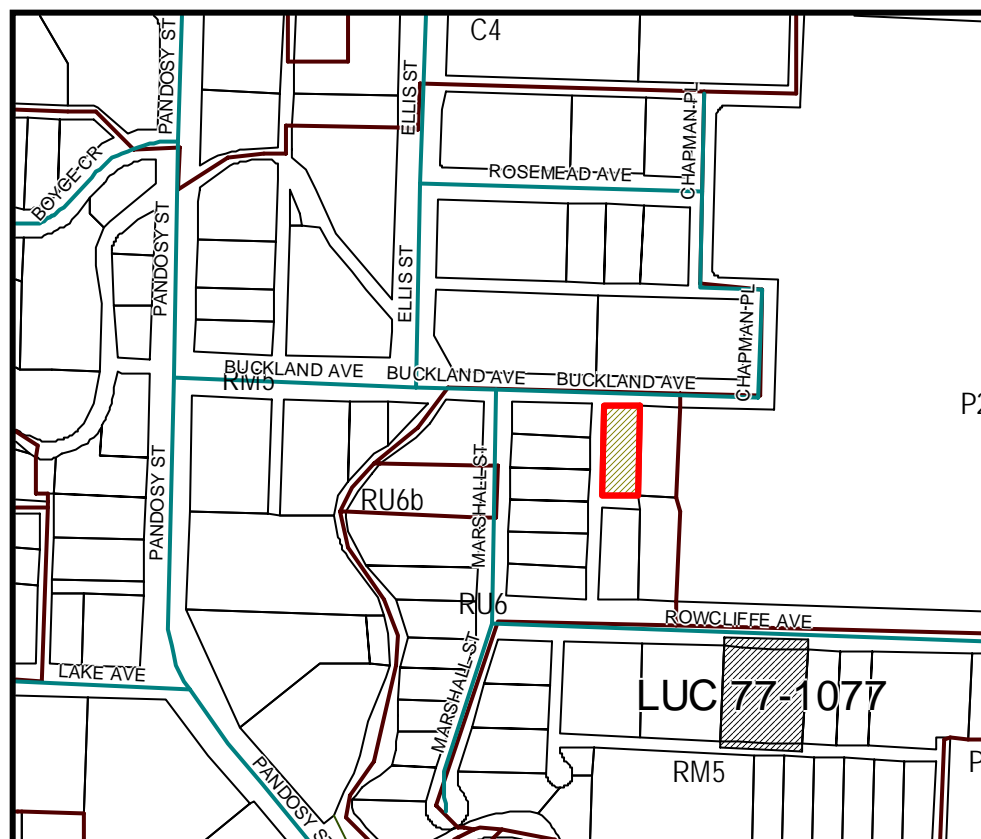 C4
PANDOSY ST
ELLIS ST
CHAPMAN PL
BOYCE CR
ROSEMEAD AVE
PANDOSY ST
ELLIS ST
CHAPMAN PL
BUCKLAND AVE
BUCKLAND AVE
BUCKLAND AVE
RM5
P2
PANDOSY ST
MARSHALL ST
RU6b
RU6
ROWCLIFFE AVE
LAKE AVE
MARSHALL ST
LUC 77-1077
RM5
P
PANDOSY ST